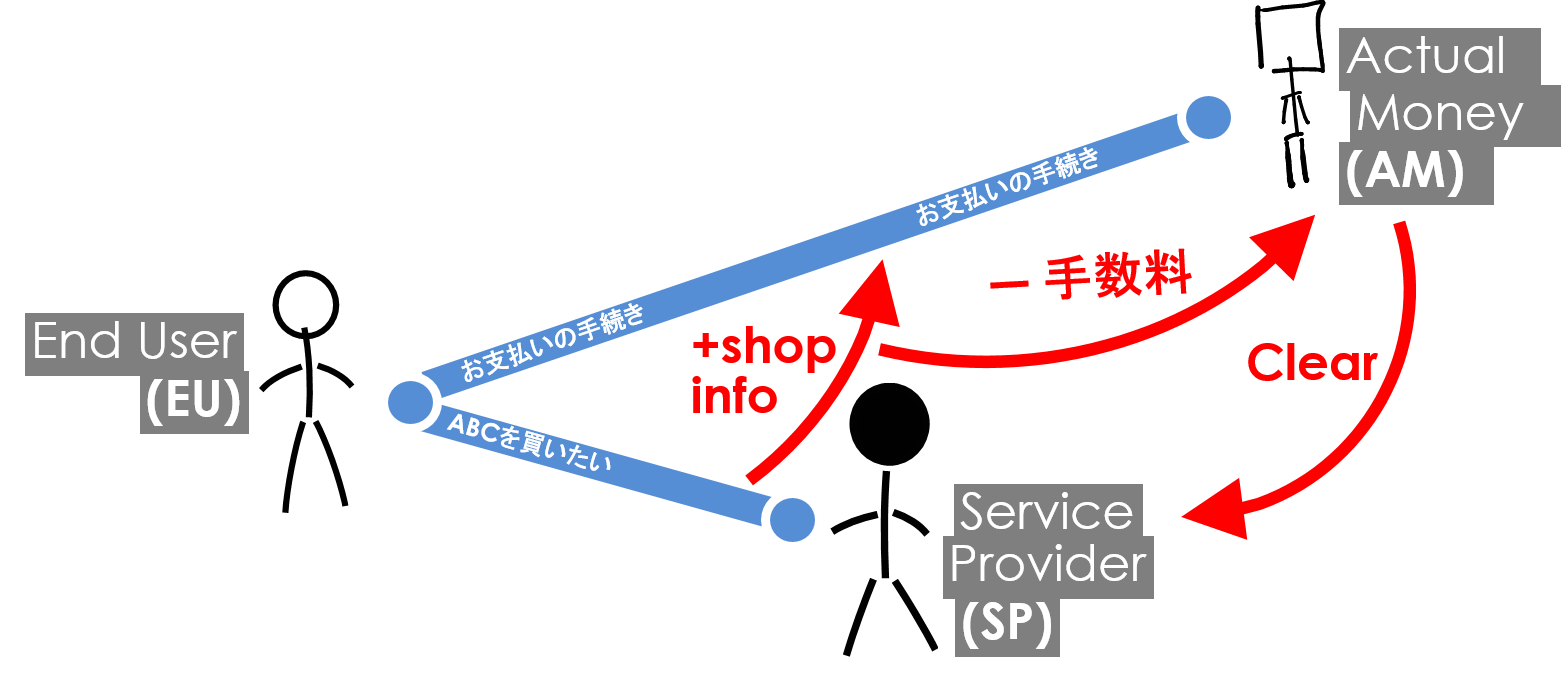 Actual
Money
(AM)
お支払いの手続き
お支払いの手続き
− 手数料
+shop
info
Clear
End User
(EU)
ABCを買いたい
Service
Provider
(SP)